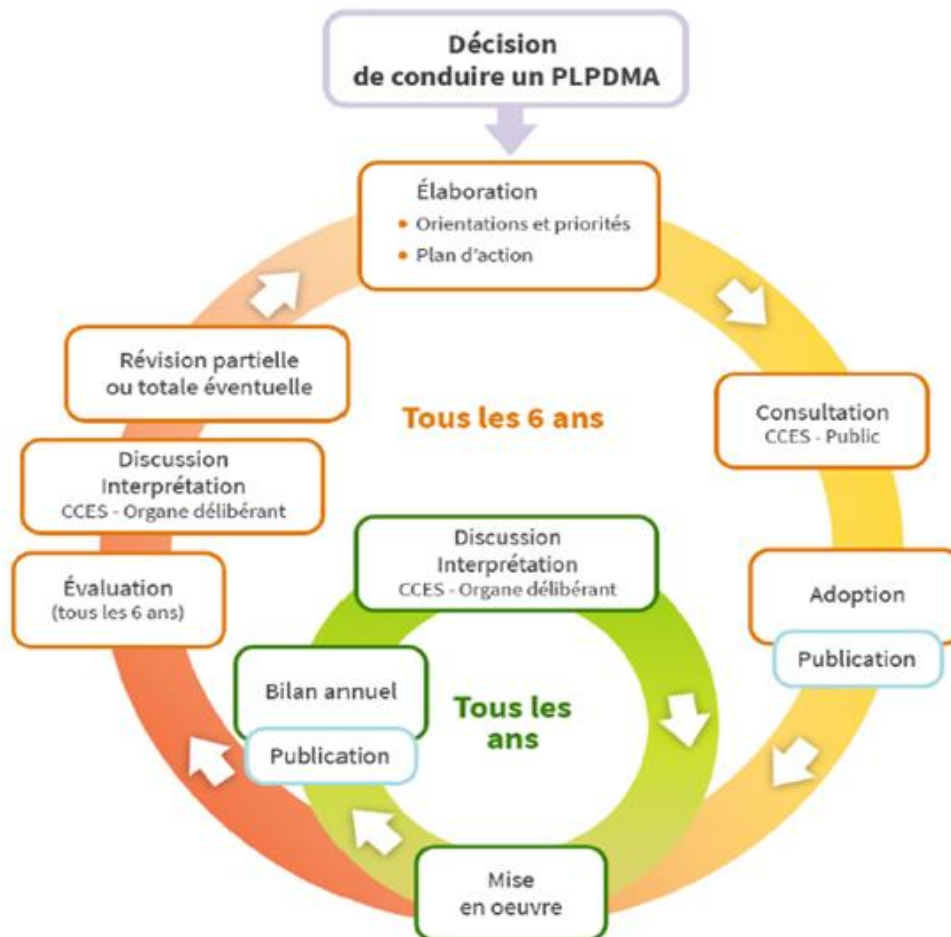 Décision
de conduire un PLPDMA
Élaboration
• Orientations et priorités
• Plan d'action
Révision partielle
ou totale éventuelle
Tous les 6 ans
Consultation
CCES - Public
Discussion
Interprétation
CCES - Organe délibérant
Discussion
Interprétation
CCES - Organe délibérant
Évaluation
(tous les 6 ans)
Adoption
Publication
Bilan annuel
Publication
Tous les
ans
Mise
en oeuvre